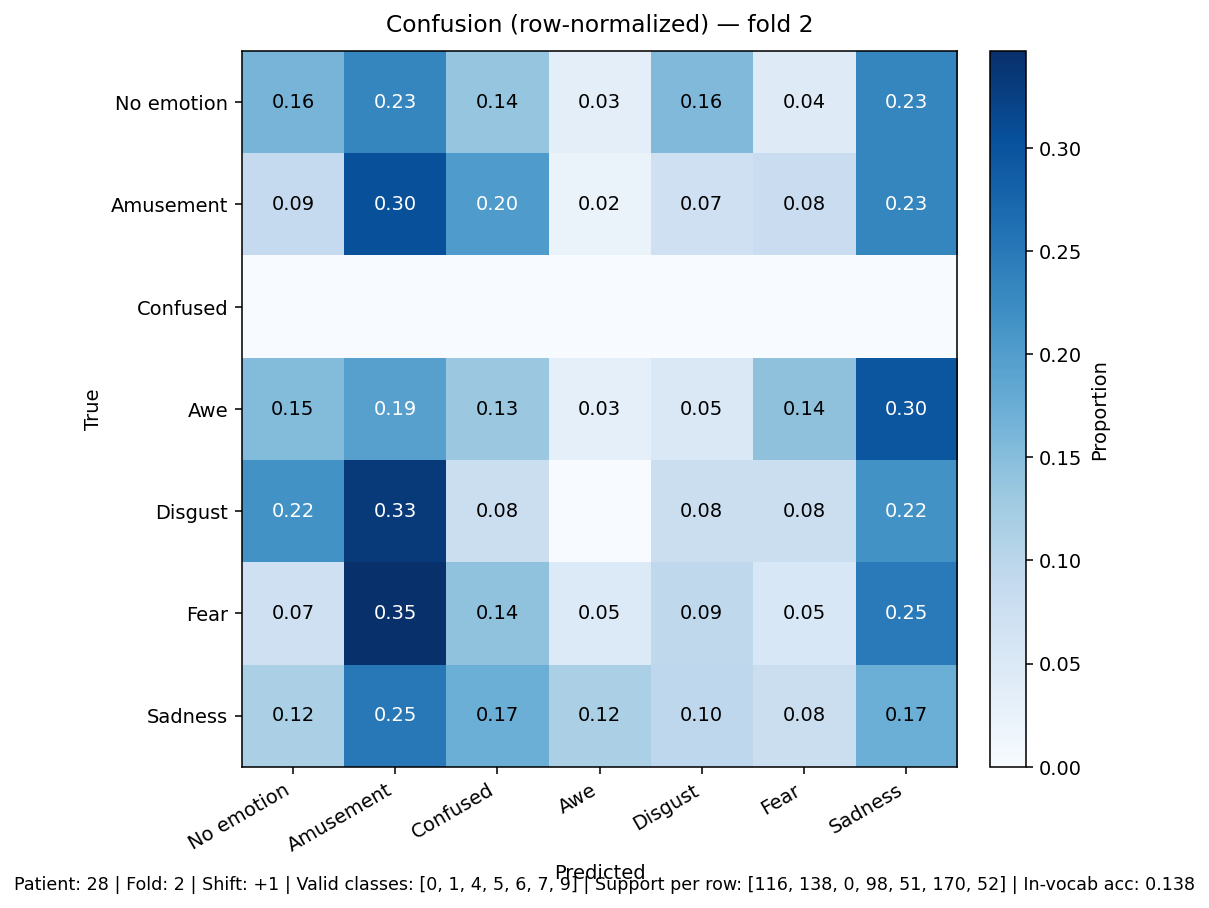 Confusion (row-normalized) — fold 2
No emotion 0.16 0.23 0.14 0.03 0.16 0.04 0.23
Amusement 0.09 0.30 0.20 0.02 0.07 0.08 0.23
Confused
Awe 0.15 0.19 0.13 0.03 0.05 0.14 0.30
Disgust 0.22 0.33 0.08 0.08 0.08 0.22
Fear 0.07 0.35 0.14 0.05 0.09 0.05 0.25
Sadness 0.12 0.25 0.17 0.12 0.10 0.08 0.17
True
No emotion Amusement Confused Awe Disgust Fear Sadness
Predicted
0.30
0.25
0.20
0.15
0.10
0.05
0.00
Proportion
Patient: 28 | Fold: 2 | Shift: +1 | Valid classes: [0, 1, 4, 5, 6, 7, 9] | Support per row: [116, 138, 0, 98, 51, 170, 52] | In-vocab acc: 0.138